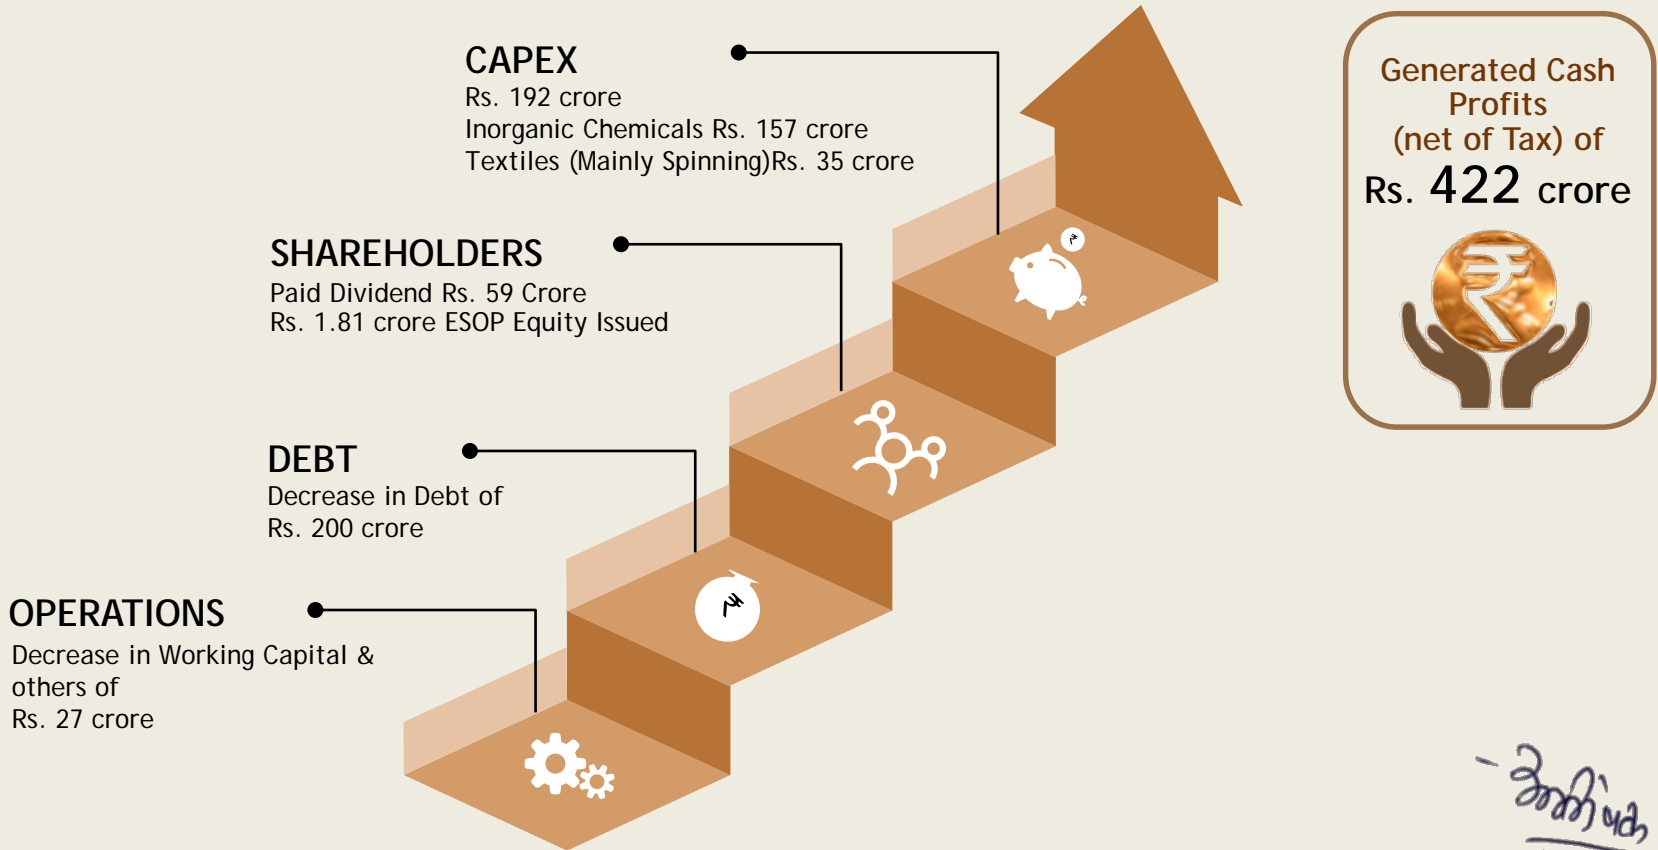 CAPEX
Rs. 192 crore
Inorganic Chemicals Rs. 157 crore
Textiles (Mainly Spinning)Rs. 35 crore
SHAREHOLDERS
Paid Dividend Rs. 59 Crore
Rs. 1.81 crore ESOP Equity Issued
DEBT
Decrease in Debt of
Rs. 200 crore
OPERATIONS
Decrease in Working Capital &
others of
Rs. 27 crore
Generated Cash
Profits
(net of Tax) of
Rs. 422 crore
₹
₹
₹